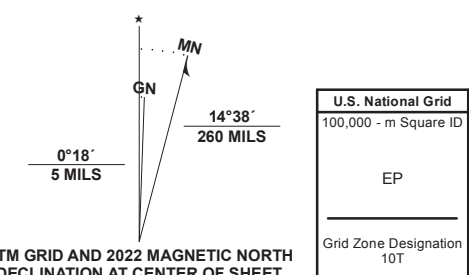 ★
MN
GN
14°38´
260 MILS
0°18´
5 MILS
TM GRID AND 2022 MAGNETIC NORTH
DECLINATION AT CENTER OF SHEET
U.S. National Grid
100,000 - m Square ID
EP
Grid Zone Designation
10T